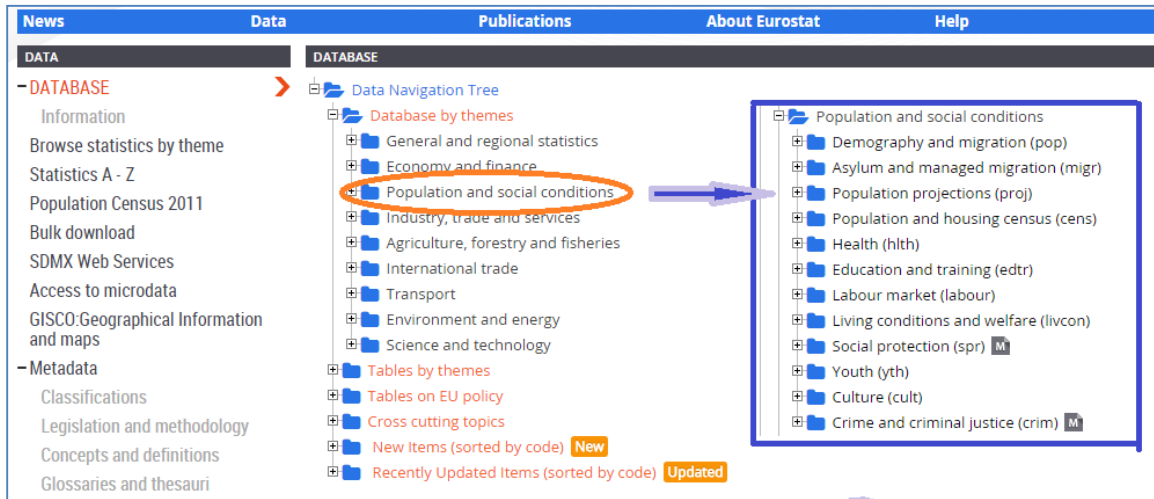 News Data Publications About Eurostat Help
DATA
DATABASE
Information
Browse statistics by theme
Statistics A - Z
Population Census 2011
Bulk download
SDMX Web Services
Access to microdata
GISCO:Geographical Information
and maps
Metadata
Classifications
Legislation and methodology
Concepts and definitions
Glossaries and thesauri
DATABASE
Data Navigation Tree
Database by themes
General and regional statistics
Economy and finance
Population and social conditions
Industry, trade and services
Agriculture, forestry and fisheries
International trade
Transport
Environment and energy
Science and technology
Tables by themes
Tables on EU policy
Cross cutting topics
New Items (sorted by code) New
Recently Updated Items (sorted by code) Updated
Population and social conditions
Demography and migration (pop)
Asylum and managed migration (migr)
Population projections (proj)
Population and housing census (cens)
Health (hlth)
Education and training (edtr)
Labour market (labour)
Living conditions and welfare (livcon)
Social protection (spr) M
Youth (yth)
Culture (cult)
Crime and criminal justice (crim) M